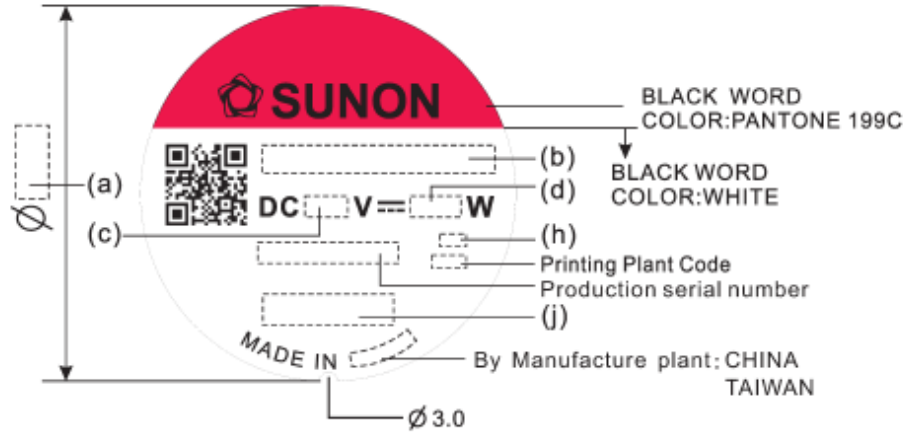 SUNON
BLACK WORD
COLOR:PANTONE 199C
(b)
BLACK WORD
COLOR:WHITE
(a)
(d)
Ø
DC V W
(c)
(h)
Printing Plant Code
Production serial number
(j)
MADE IN
By Manufacture plant: CHINA
TAIWAN
Ø 3.0